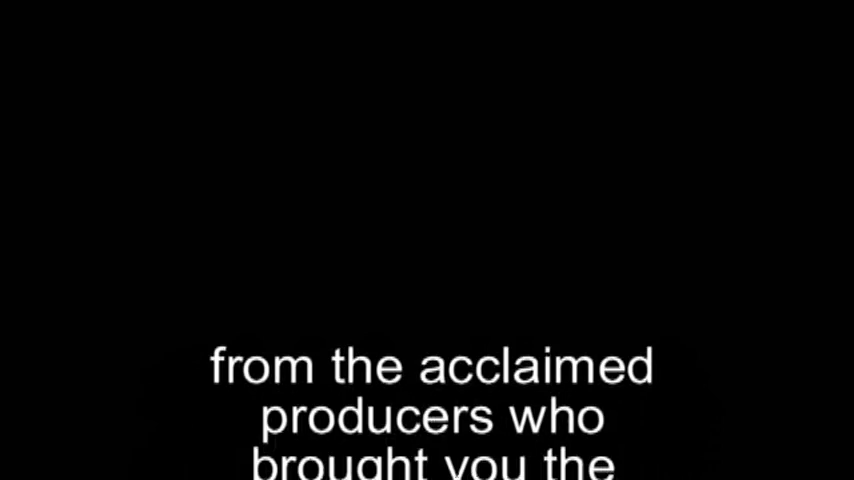 from the acclaimed
producers who
brought you the